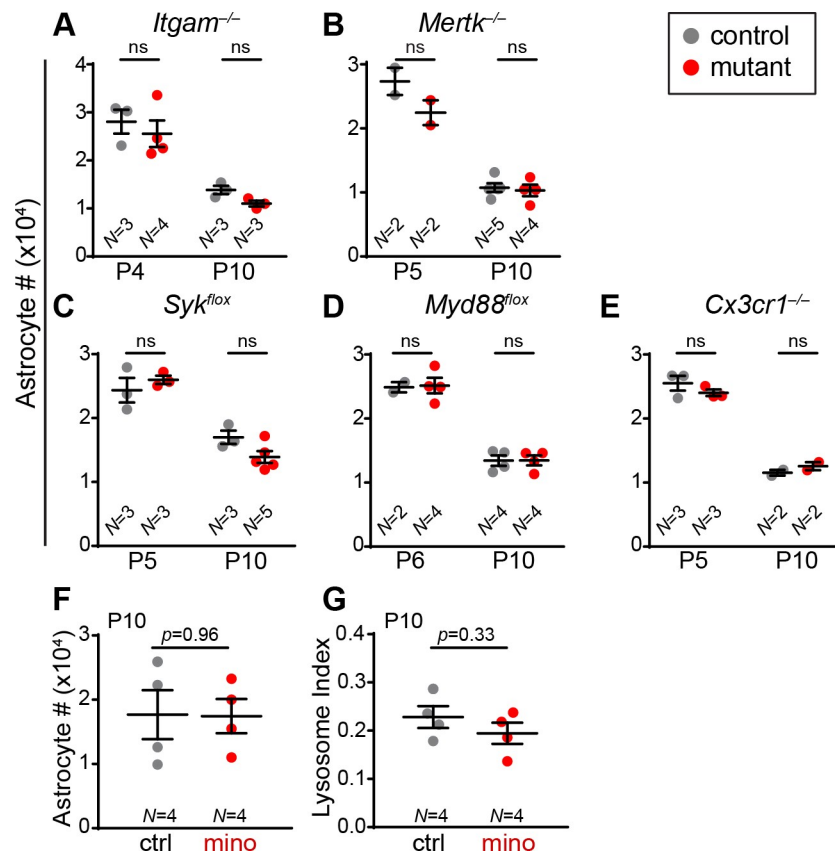 A
Itgam–/–
B
Mertk–/–
control
mutant
Astrocyte # (x10⁴)
ns
ns
4
3
2
1
0
N=3
N=4
N=3
N=3
P4
P10
ns
ns
3
2
1
0
N=2
N=2
N=5
N=4
P5
P10
C
Sykflox
D
Myd88flox
E
Cx3cr1–/–
ns
ns
3
2
1
0
N=3
N=3
N=3
N=5
P5
P10
ns
ns
3
2
1
0
N=2
N=4
N=4
N=4
P6
P10
ns
ns
3
2
1
0
N=3
N=3
N=2
N=2
P5
P10
F
P10
p=0.96
Astrocyte # (x10⁴)
3
2
1
0
N=4
N=4
ctrl
mino
G
P10
p=0.33
Lysosome Index
0.4
0.3
0.2
0.1
0.0
N=4
N=4
ctrl
mino